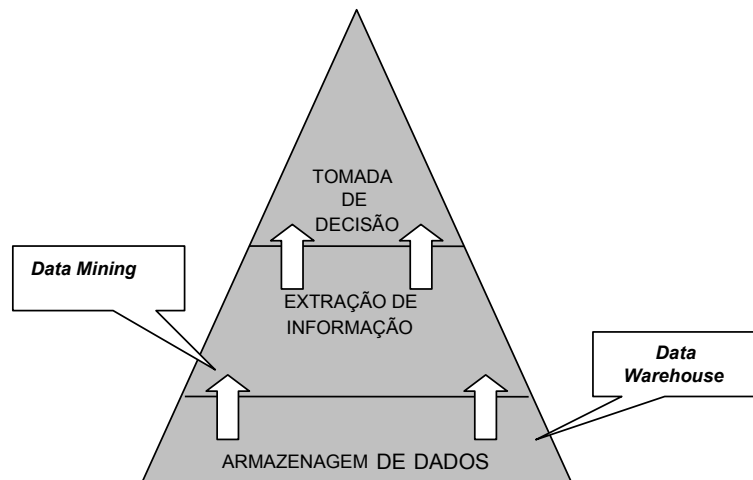 TOMADA
DE
DECISÃO
Data Mining
EXTRAÇÃO DE
INFORMAÇÃO
Data
Warehouse
ARMAZENAGEM DE DADOS